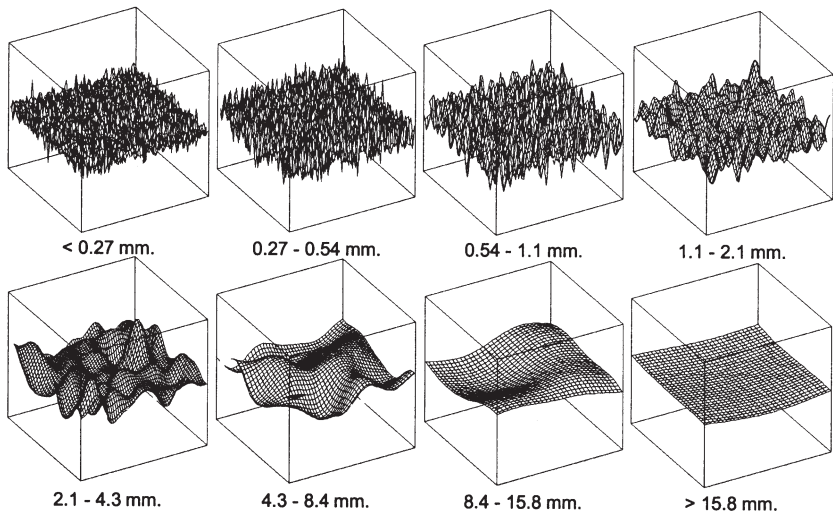 < 0.27 mm.
0.27 - 0.54 mm.
0.54 - 1.1 mm.
1.1 - 2.1 mm.
2.1 - 4.3 mm.
4.3 - 8.4 mm.
8.4 - 15.8 mm.
> 15.8 mm.